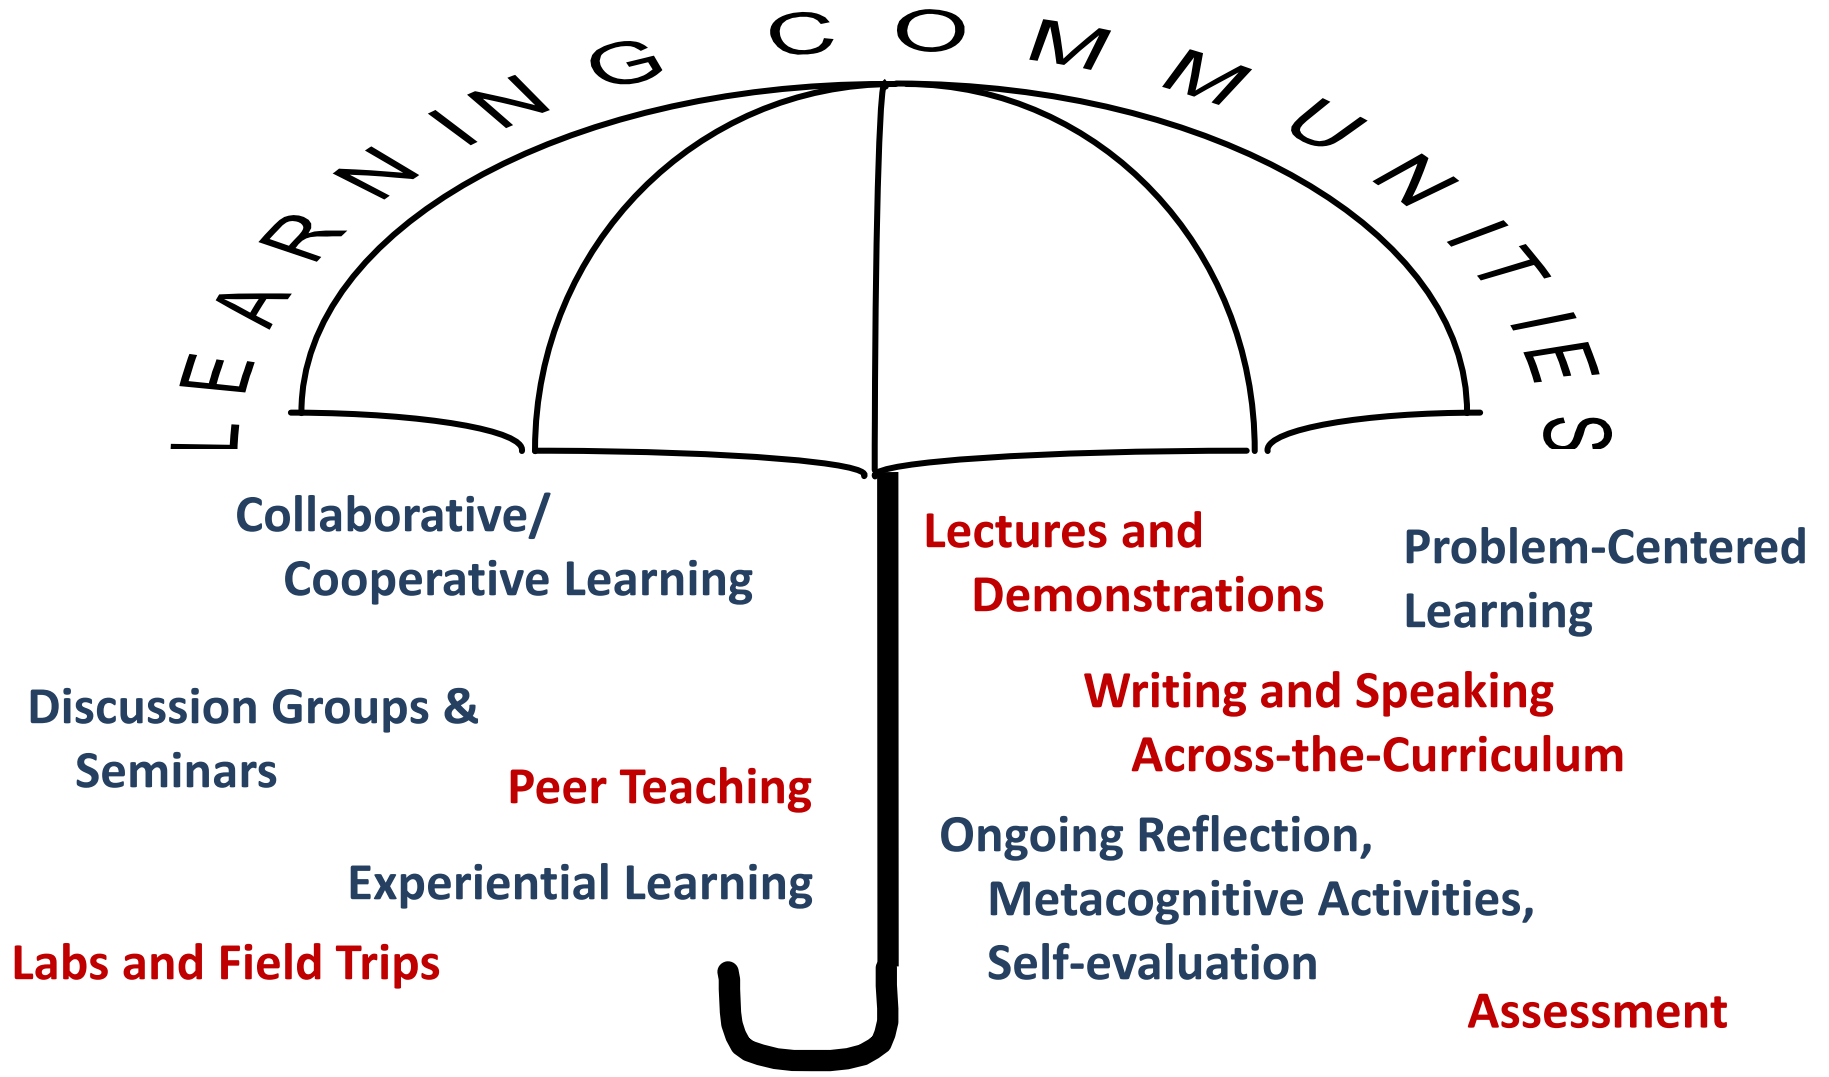 LEARNING COMMUNITIES
Collaborative/
Cooperative Learning
Lectures and
Demonstrations
Problem-Centered
Learning
Discussion Groups &
Seminars
Writing and Speaking
Across-the-Curriculum
Peer Teaching
Ongoing Reflection,
Metacognitive Activities,
Self-evaluation
Experiential Learning
Labs and Field Trips
Assessment